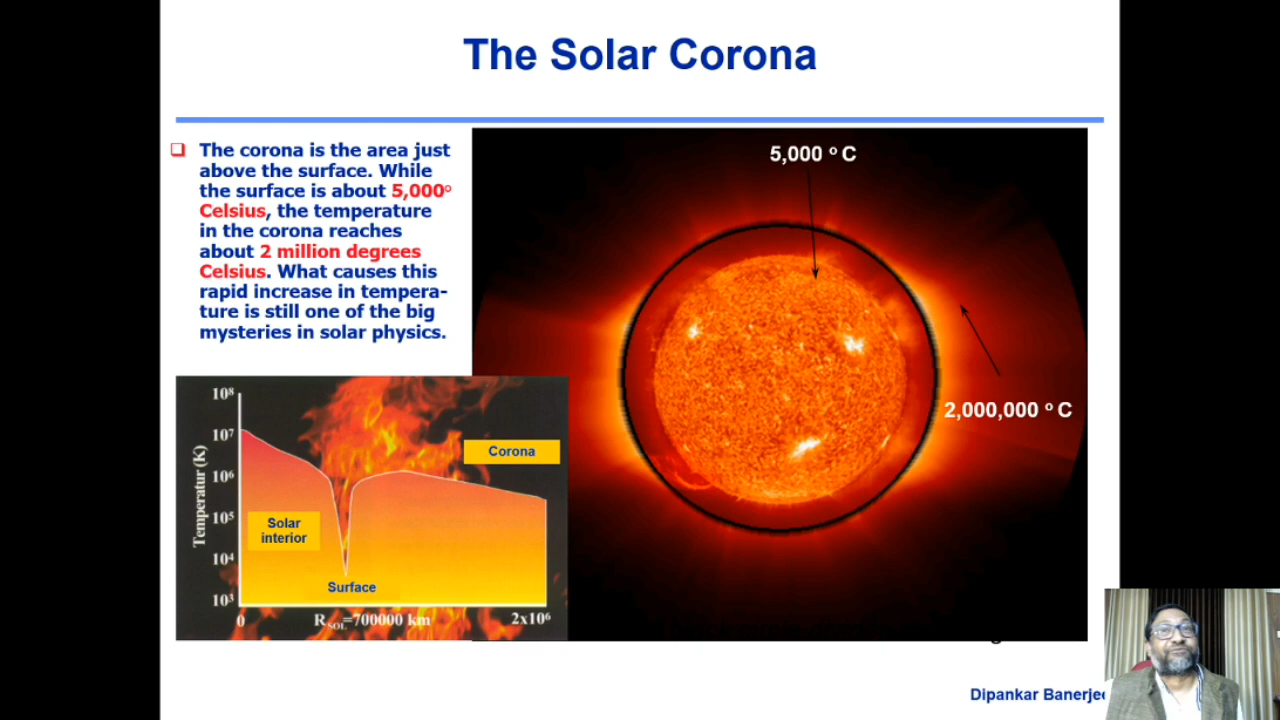 The Solar Corona
The corona is the area just
above the surface. While
the surface is about 5,000°
Celsius, the temperature
in the corona reaches
about 2 million degrees
Celsius. What causes this
rapid increase in tempera-
ture is still one of the big
mysteries in solar physics.
5,000 °C
2,000,000 °C
Temperatur (K)
10⁸
10⁷
10⁶
10⁵
10⁴
10³
Corona
Solar
interior
Surface
0
R_SOL=700000 km
2x10⁶
Dipankar Banerjee